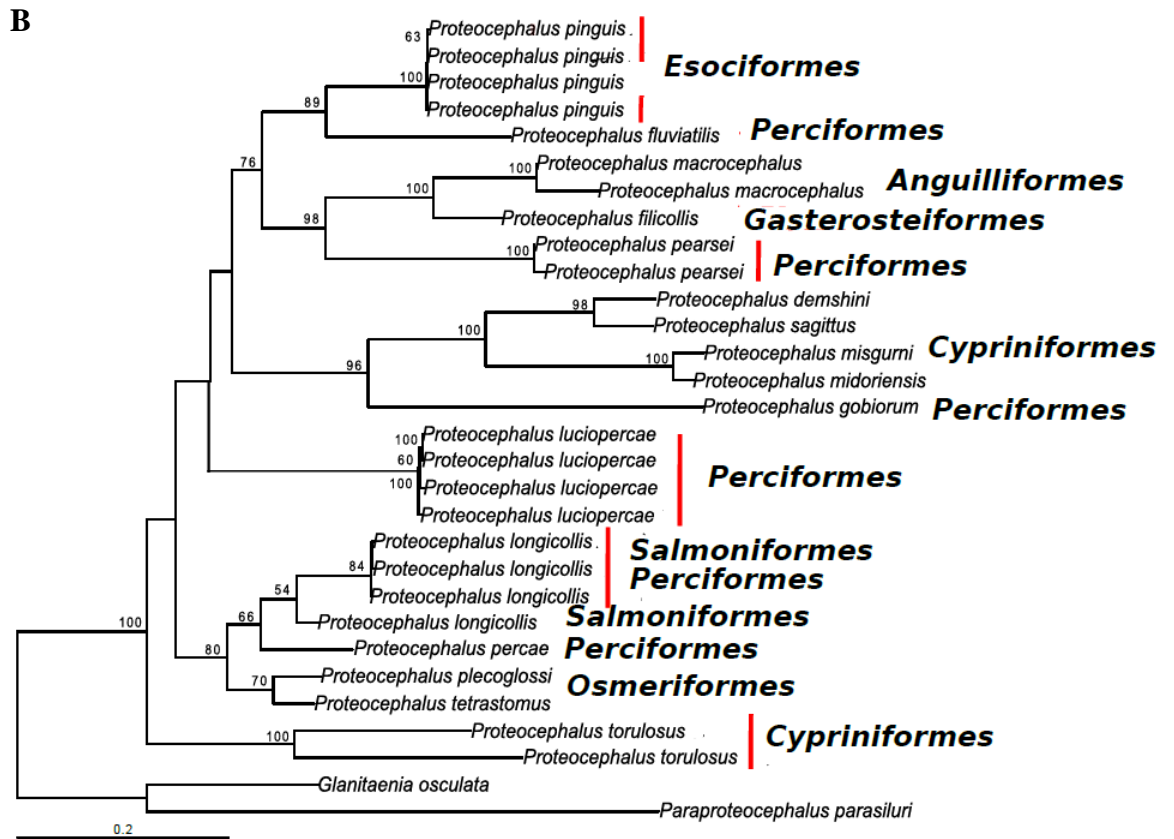 B
Proteocephalus pinguis
63
Proteocephalus pinguis
Esociformes
100
Proteocephalus pinguis
89
Proteocephalus pinguis
Proteocephalus fluviatilis
Perciformes
76
100
Proteocephalus macrocephalus
Proteocephalus macrocephalus
Anguilliformes
100
98
Proteocephalus filicollis
Gasterosteiformes
100
Proteocephalus pearsei
Proteocephalus pearsei
Perciformes
98
Proteocephalus demshini
100
Proteocephalus sagittus
100
Proteocephalus misgurni
Cypriniformes
96
Proteocephalus midoriensis
Proteocephalus gobiorum
Perciformes
100
Proteocephalus luciopercae
60
Proteocephalus luciopercae
Perciformes
100
Proteocephalus luciopercae
Proteocephalus luciopercae
Proteocephalus longicollis
Salmoniformes
84
Proteocephalus longicollis
Perciformes
54
Proteocephalus longicollis
66
Proteocephalus longicollis
Salmoniformes
100
80
Proteocephalus percae
Perciformes
70
Proteocephalus plecoglossi
Osmeriformes
Proteocephalus tetrastomus
100
Proteocephalus torulosus
Cypriniformes
Proteocephalus torulosus
Glanitaenia osculata
Paraproteocephalus parasiluri
0.2